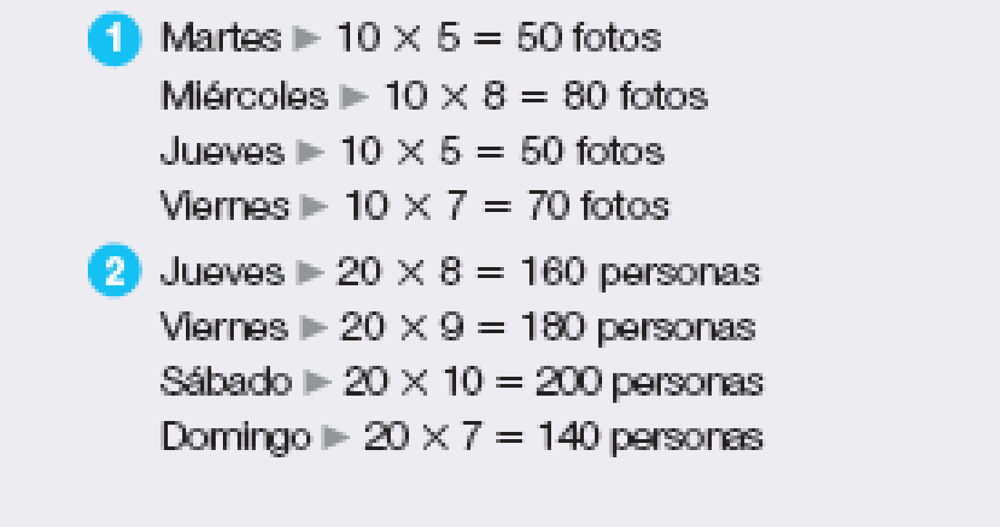 1 Martes ▶ 10 × 5 = 50 fotos
Miércoles ▶ 10 × 8 = 80 fotos
Jueves ▶ 10 × 5 = 50 fotos
Viernes ▶ 10 × 7 = 70 fotos
2 Jueves ▶ 20 × 8 = 160 personas
Viernes ▶ 20 × 9 = 180 personas
Sábado ▶ 20 × 10 = 200 personas
Domingo ▶ 20 × 7 = 140 personas